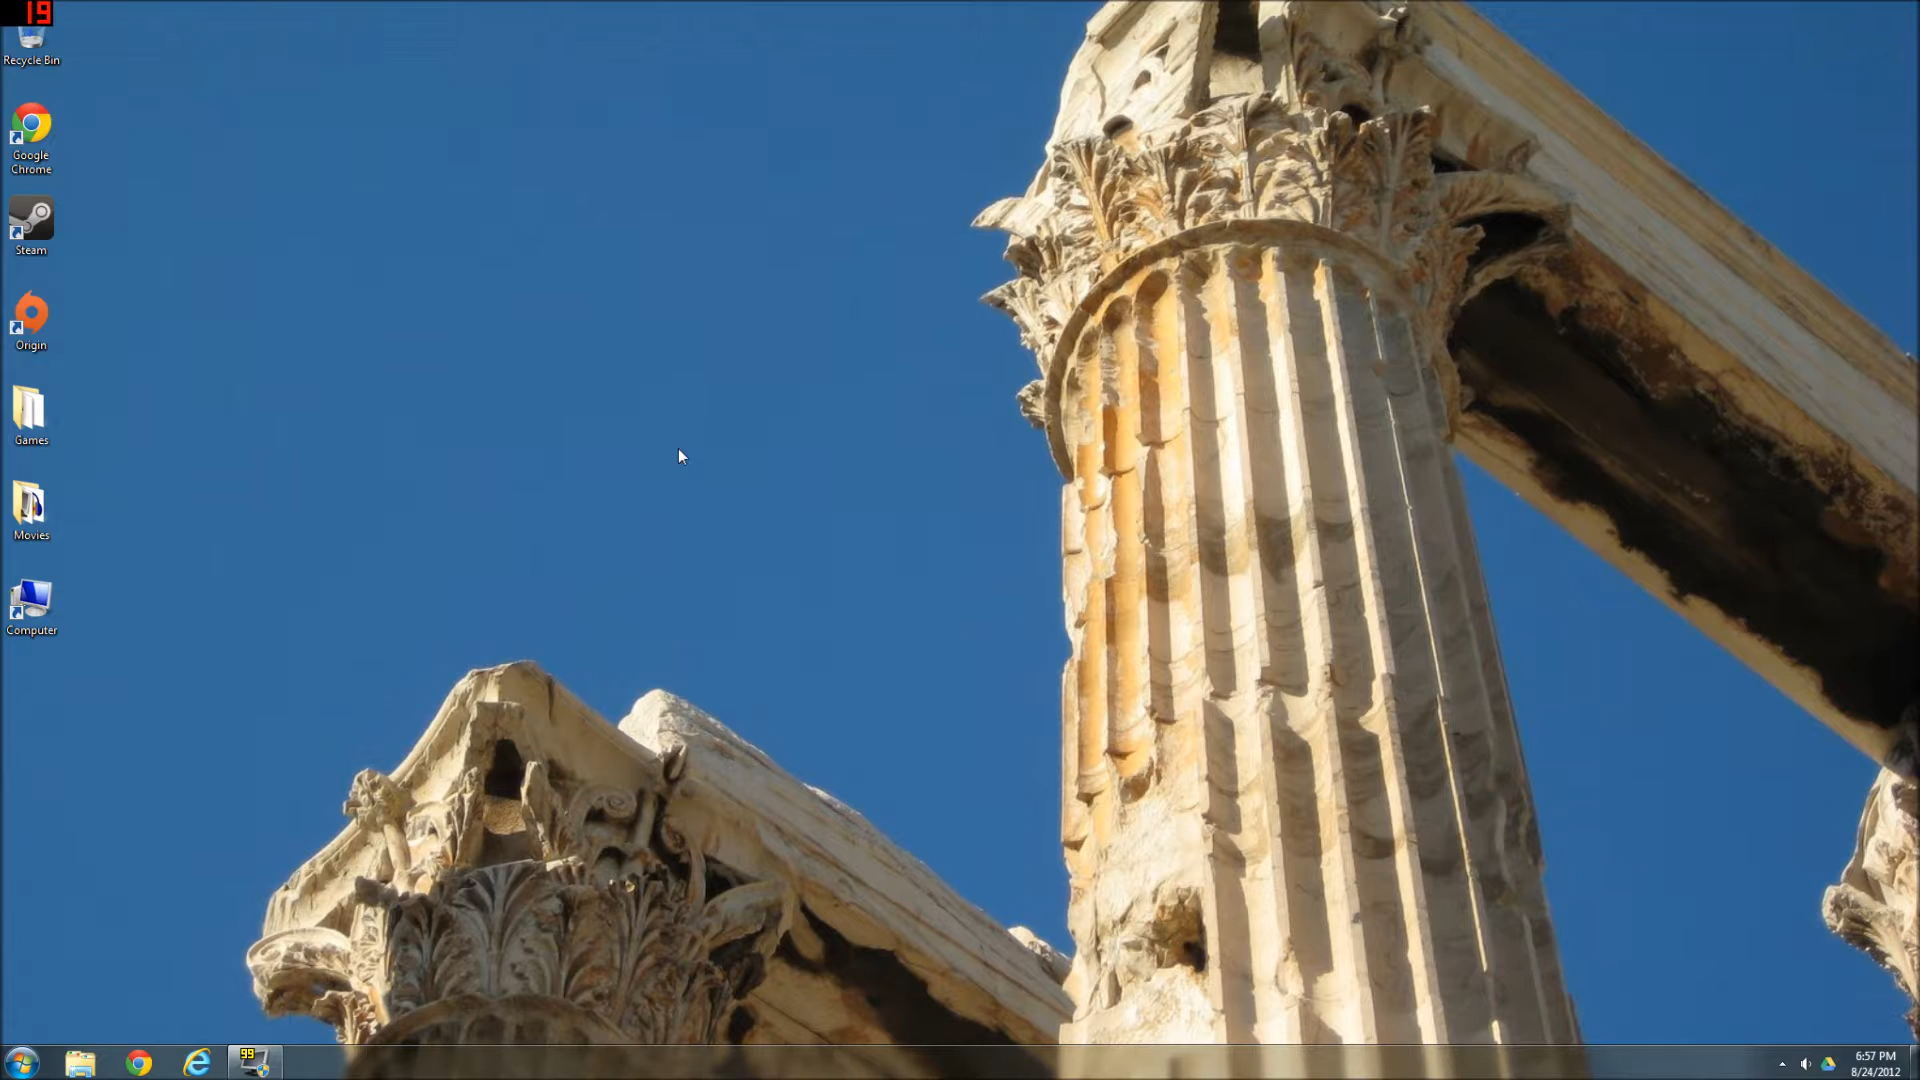 19
Recycle Bin
Google
Chrome
Steam
Origin
Games
Movies
Computer
99
6:57 PM
8/24/2012